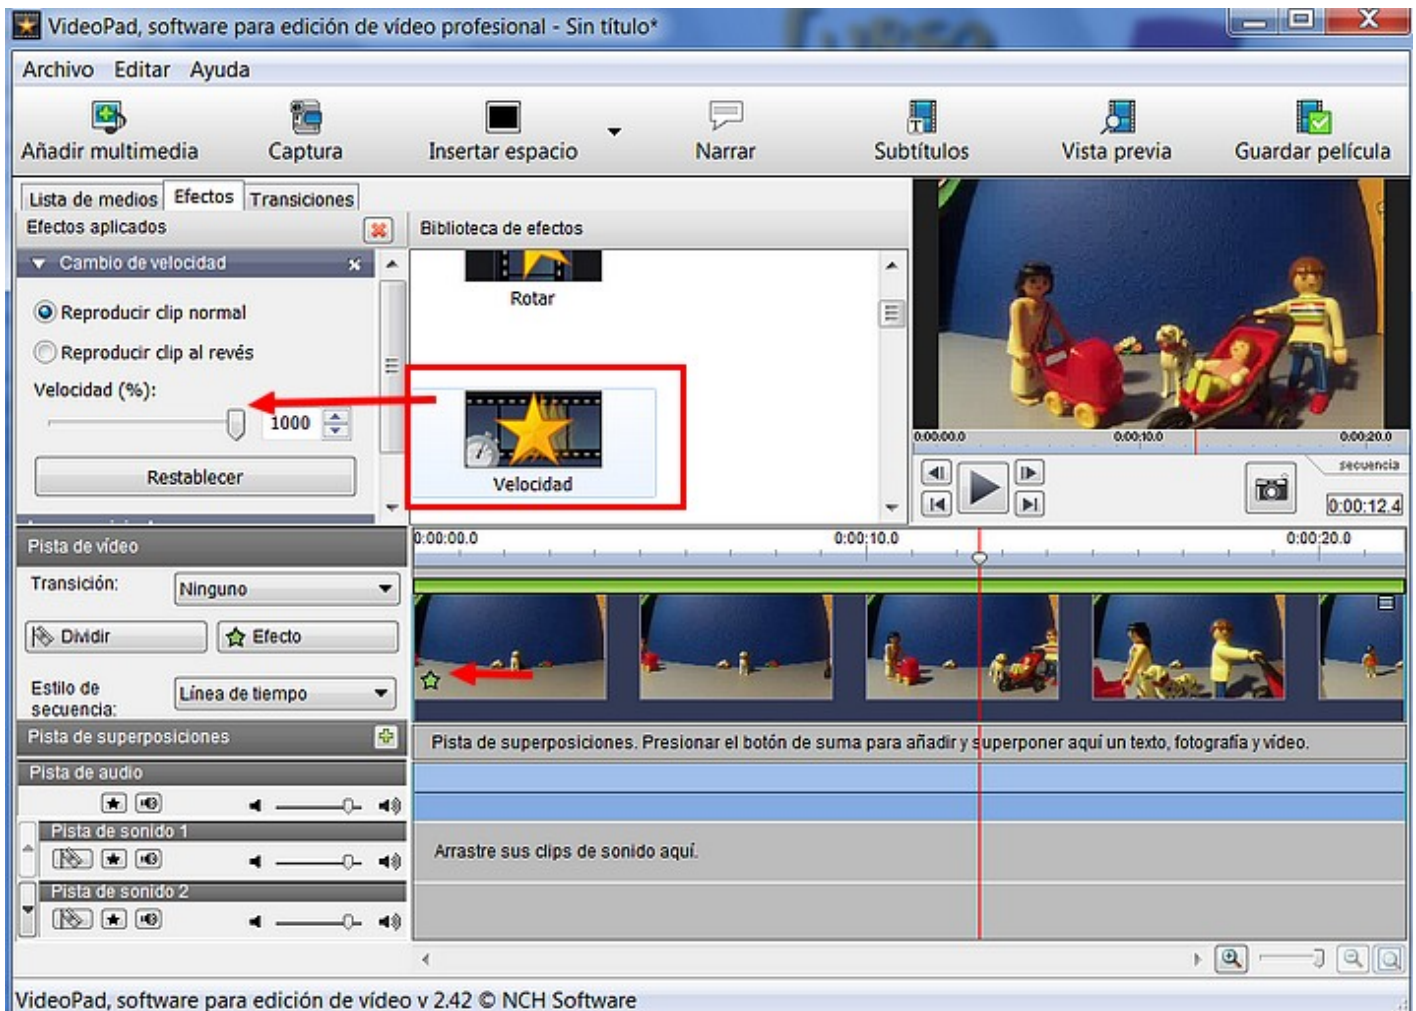 VideoPad, software para edición de vídeo profesional - Sin título*
Archivo Editar Ayuda
Añadir multimedia Captura Insertar espacio Narrar Subtítulos Vista previa Guardar película
Lista de medios Efectos Transiciones
Efectos aplicados Biblioteca de efectos
Cambio de velocidad
Rotar
Reproducir clip normal
Reproducir clip al revés
Velocidad (%):
1000
0:00:00.0 0:00:10.0 0:00:20.0
Restablecer
Velocidad
secuencia
0:00:12.4
Pista de vídeo
0:00:00.0 0:00:10.0 0:00:20.0
Transición: Ninguno
Dividir Efecto
Estilo de
secuencia:
Línea de tiempo
Pista de superposiciones
Pista de superposiciones. Presionar el botón de suma para añadir y superponer aquí un texto, fotografía y vídeo.
Pista de audio
Pista de sonido 1
Arrastre sus clips de sonido aquí.
Pista de sonido 2
VideoPad, software para edición de vídeo v 2.42 © NCH Software